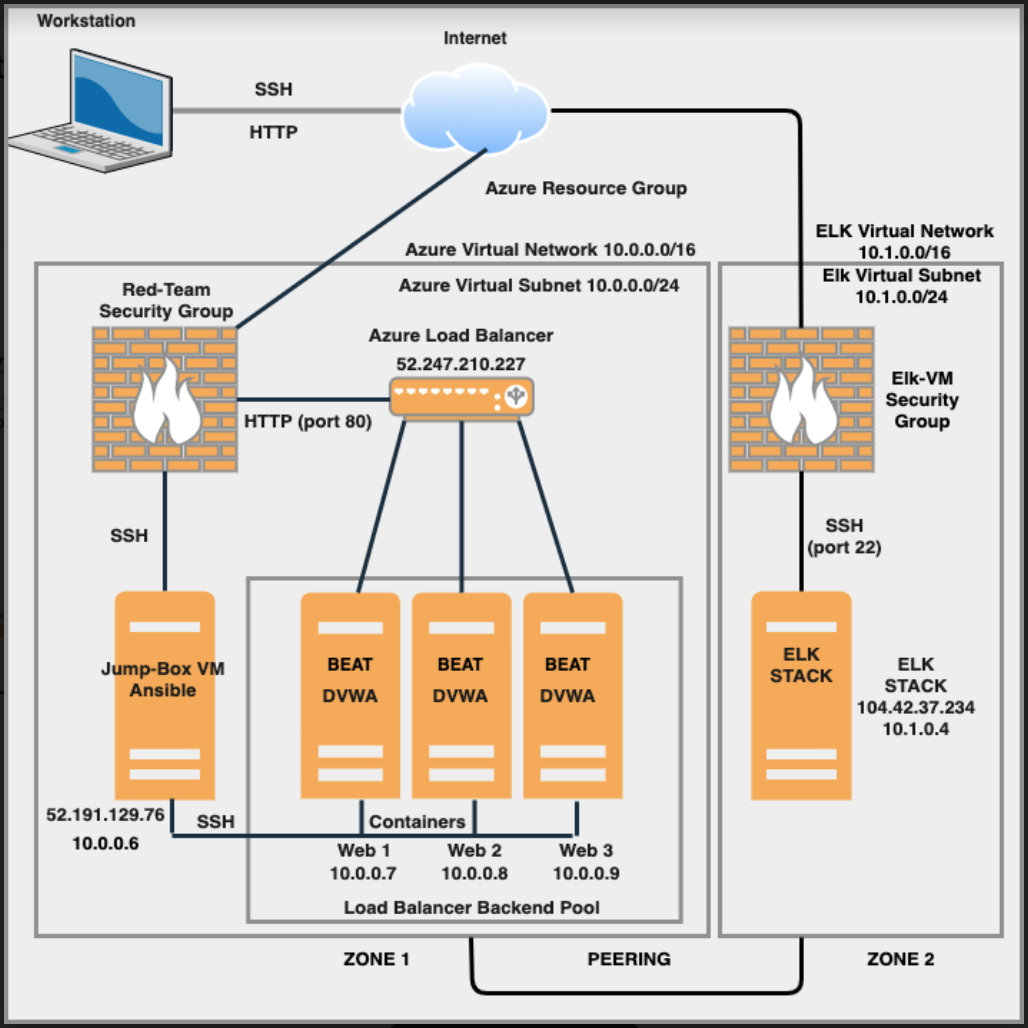 Workstation
Internet
SSH
HTTP
Azure Resource Group
ELK Virtual Network
10.1.0.0/16
Azure Virtual Network 10.0.0.0/16
Elk Virtual Subnet
10.1.0.0/24
Azure Virtual Subnet 10.0.0.0/24
Red-Team
Security Group
Azure Load Balancer
52.247.210.227
HTTP (port 80)
Elk-VM
Security
Group
SSH
SSH
(port 22)
Jump-Box VM
Ansible
BEAT
DVWA
BEAT
DVWA
BEAT
DVWA
ELK
STACK
ELK
STACK
104.42.37.234
10.1.0.4
52.191.129.76
10.0.0.6
SSH
Containers
Web 1
10.0.0.7
Web 2
10.0.0.8
Web 3
10.0.0.9
Load Balancer Backend Pool
ZONE 1
PEERING
ZONE 2